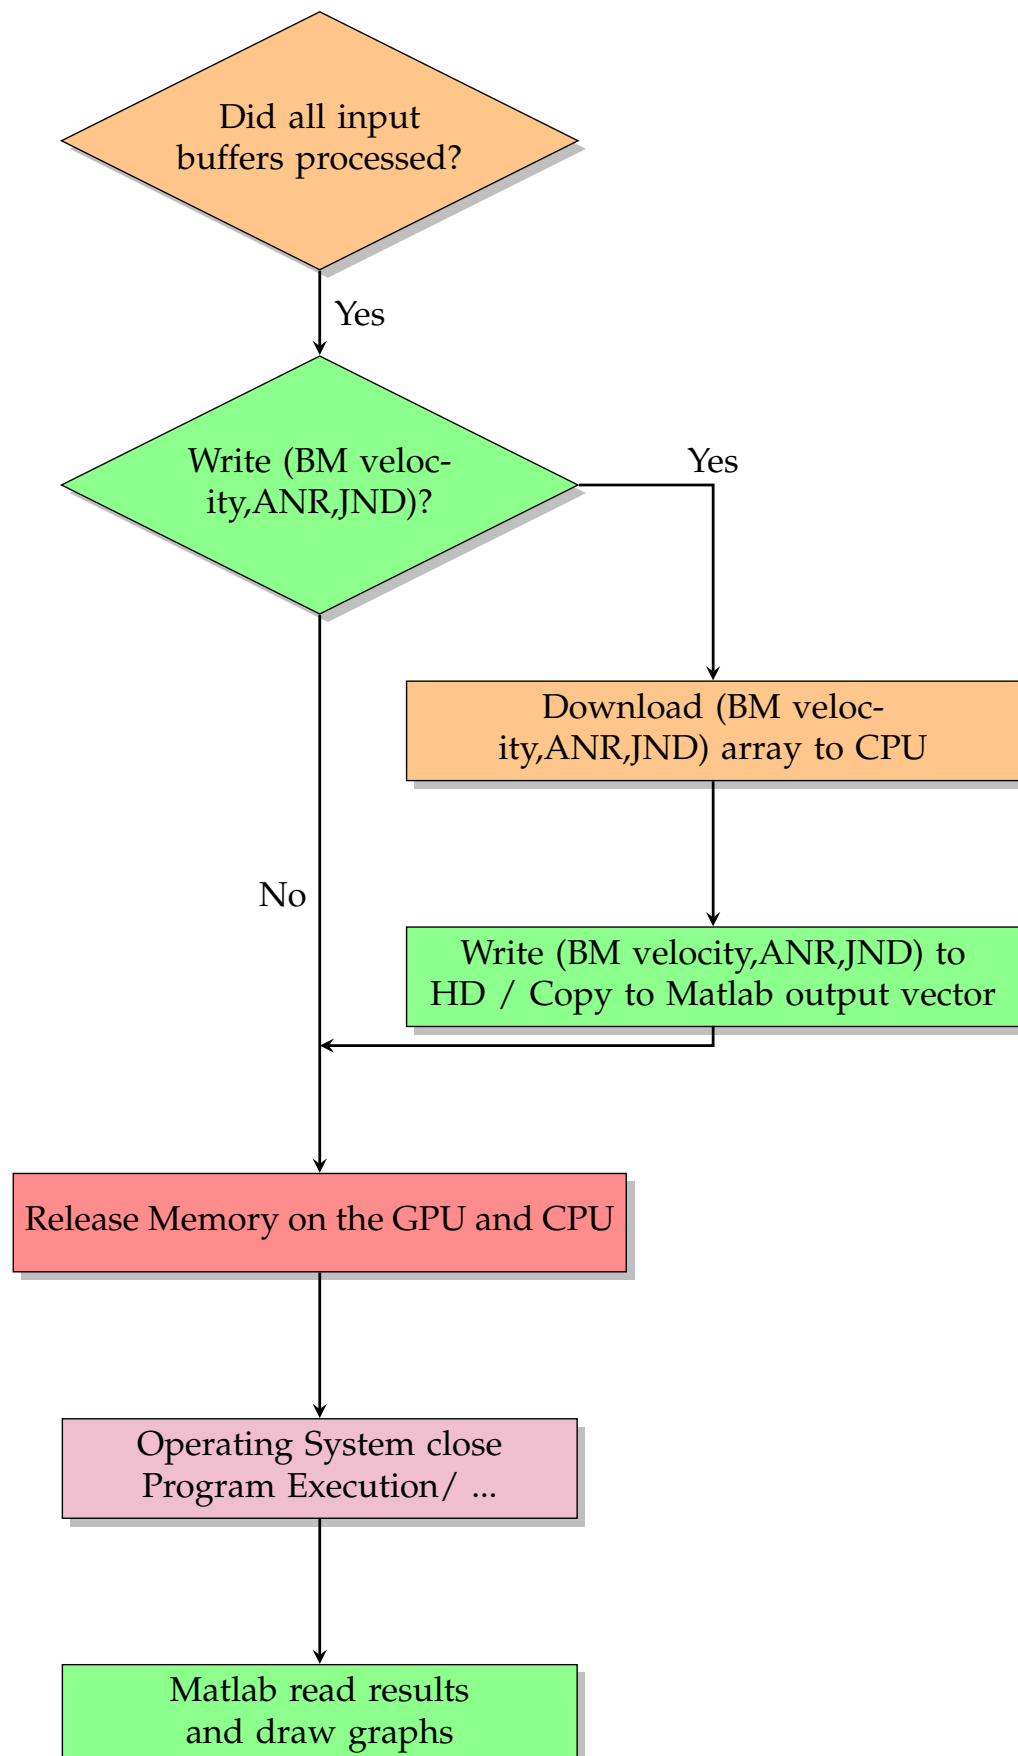 Did all input
buffers processed?
Yes
Write (BM veloc-
ity,ANR,JND)?
Yes
Download (BM veloc-
ity,ANR,JND) array to CPU
No
Write (BM velocity,ANR,JND) to
HD / Copy to Matlab output vector
Release Memory on the GPU and CPU
Operating System close
Program Execution/ ...
Matlab read results
and draw graphs